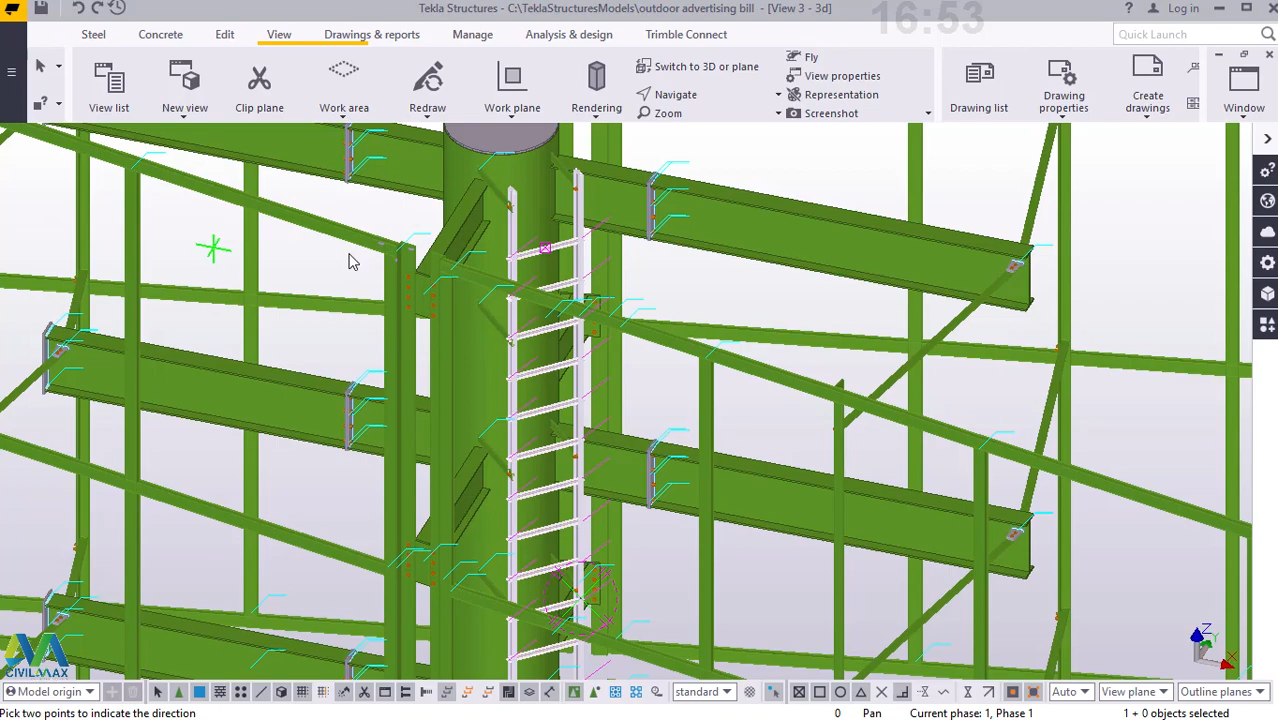 Tekla Structures - C:\TeklaStructuresModels\outdoor advertising bill - [View 3 - 3d]
16:53
Log in
Steel
Concrete
Edit
View
Drawings & reports
Manage
Analysis & design
Trimble Connect
Quick Launch
View list
New view
Clip plane
Work area
Redraw
Work plane
Rendering
Switch to 3D or plane
Navigate
Zoom
Fly
View properties
Representation
Screenshot
Drawing list
Drawing
properties
Create
drawings
Window
Z
Y
X
CIVILMAX
Model origin
standard
Auto
View plane
Outline planes
Pick two points to indicate the direction
0
Pan
Current phase: 1, Phase 1
1 + 0 objects selected